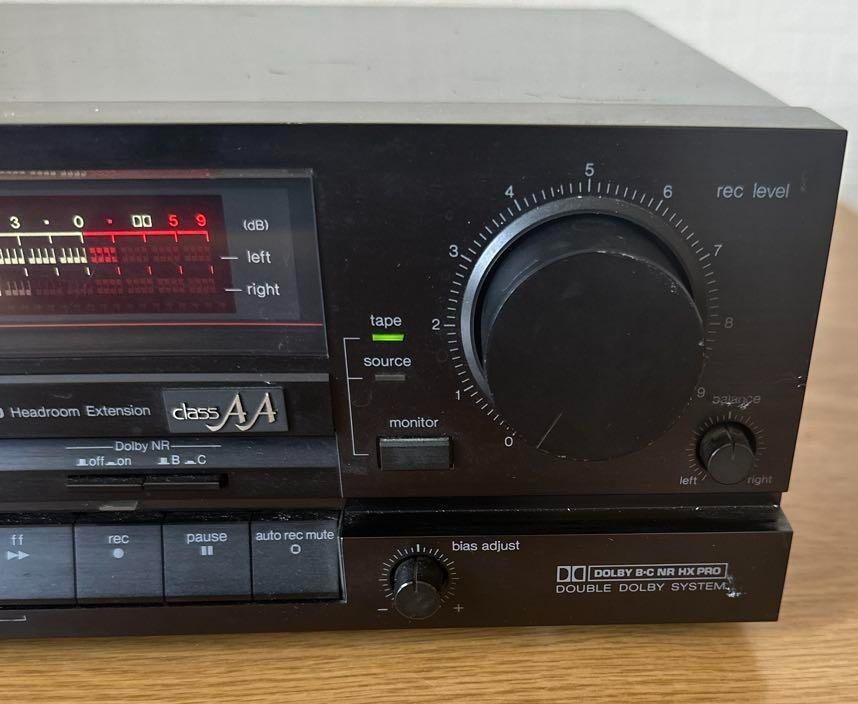 5
4 6
rec level
3 7
2 8
1 9
0
3 · 0 · 5 9
(dB)
left
right
tape
source
monitor
balance
left right
Headroom Extension
class AA
Dolby NR
off on B C
ff
rec
pause
auto rec mute
bias adjust
- +
DOLBY B·C NR HX PRO
DOUBLE DOLBY SYSTEM